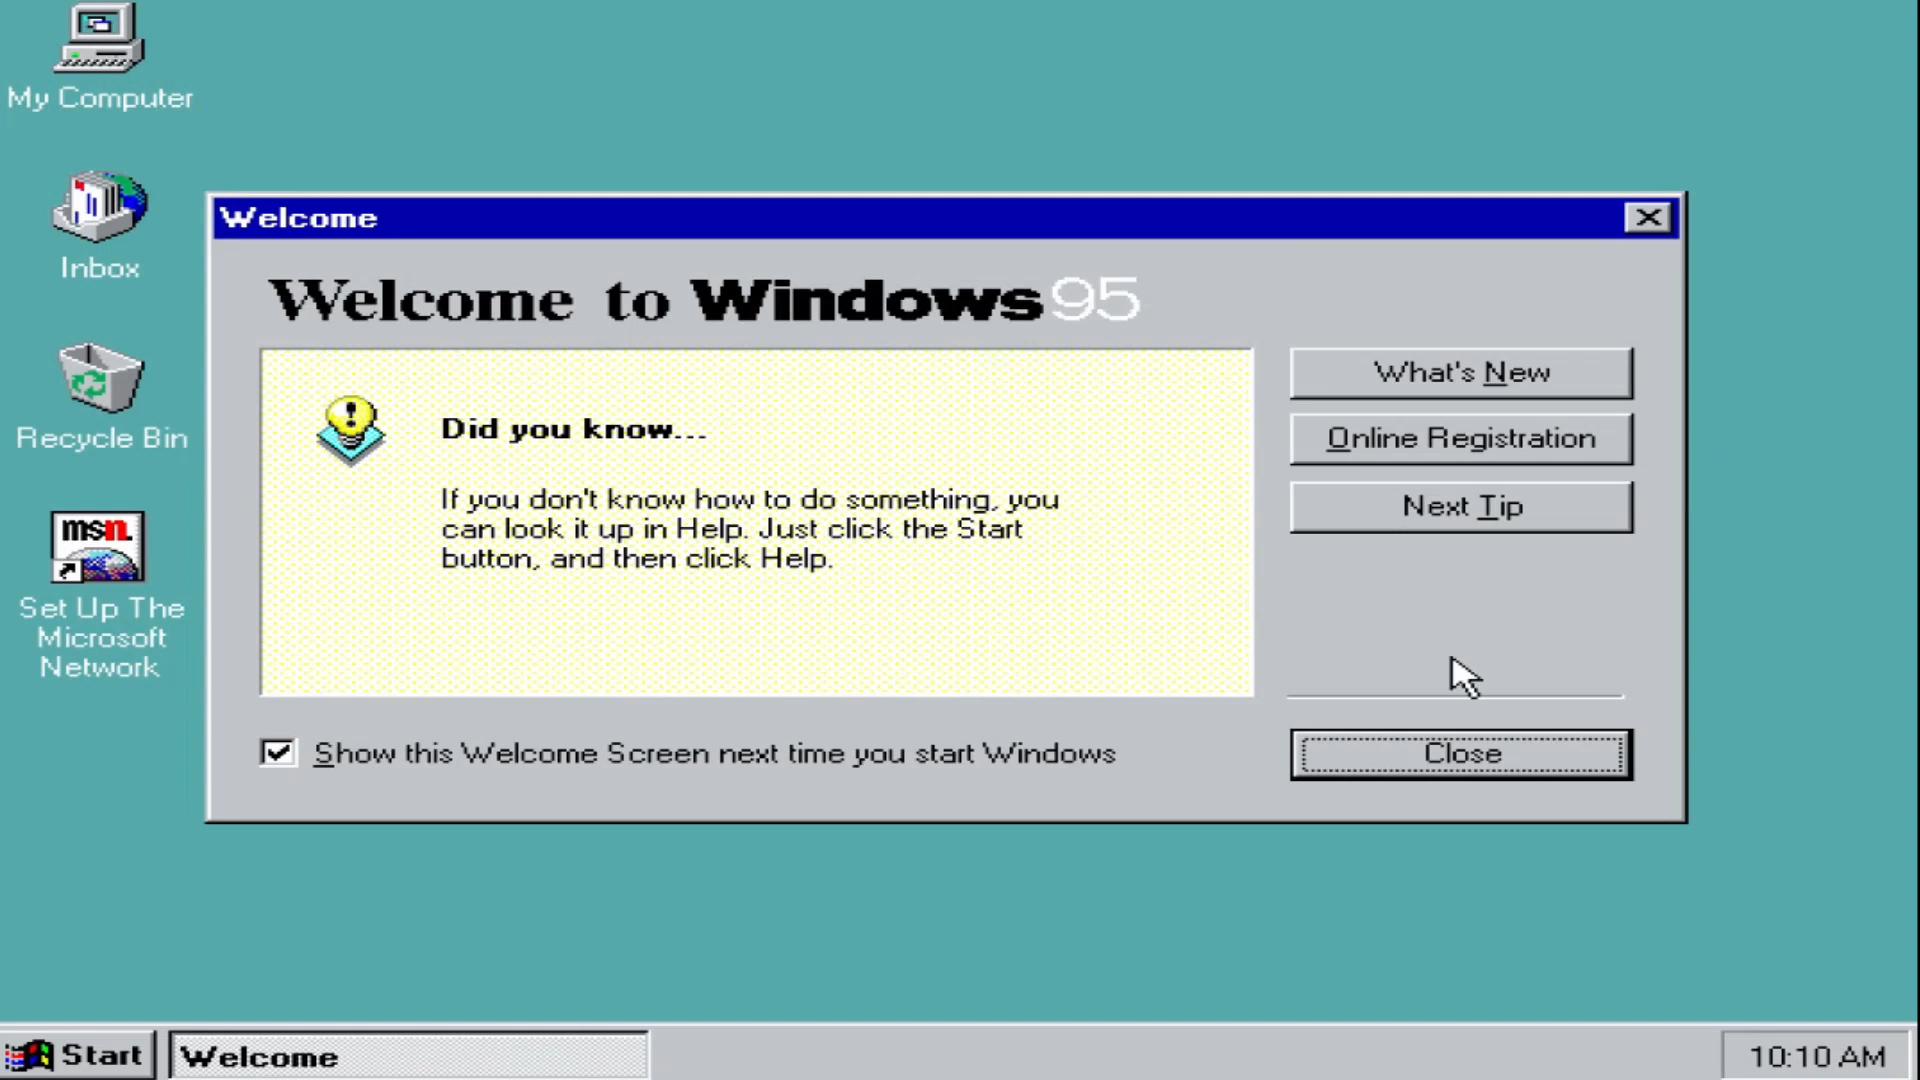 My Computer
Inbox
Recycle Bin
msn.
Set Up The
Microsoft
Network
Welcome
Welcome to Windows 95
Did you know...
If you don't know how to do something, you
can look it up in Help. Just click the Start
button, and then click Help.
What's New
Online Registration
Next Tip
Show this Welcome Screen next time you start Windows
Close
Start
Welcome
10:10 AM